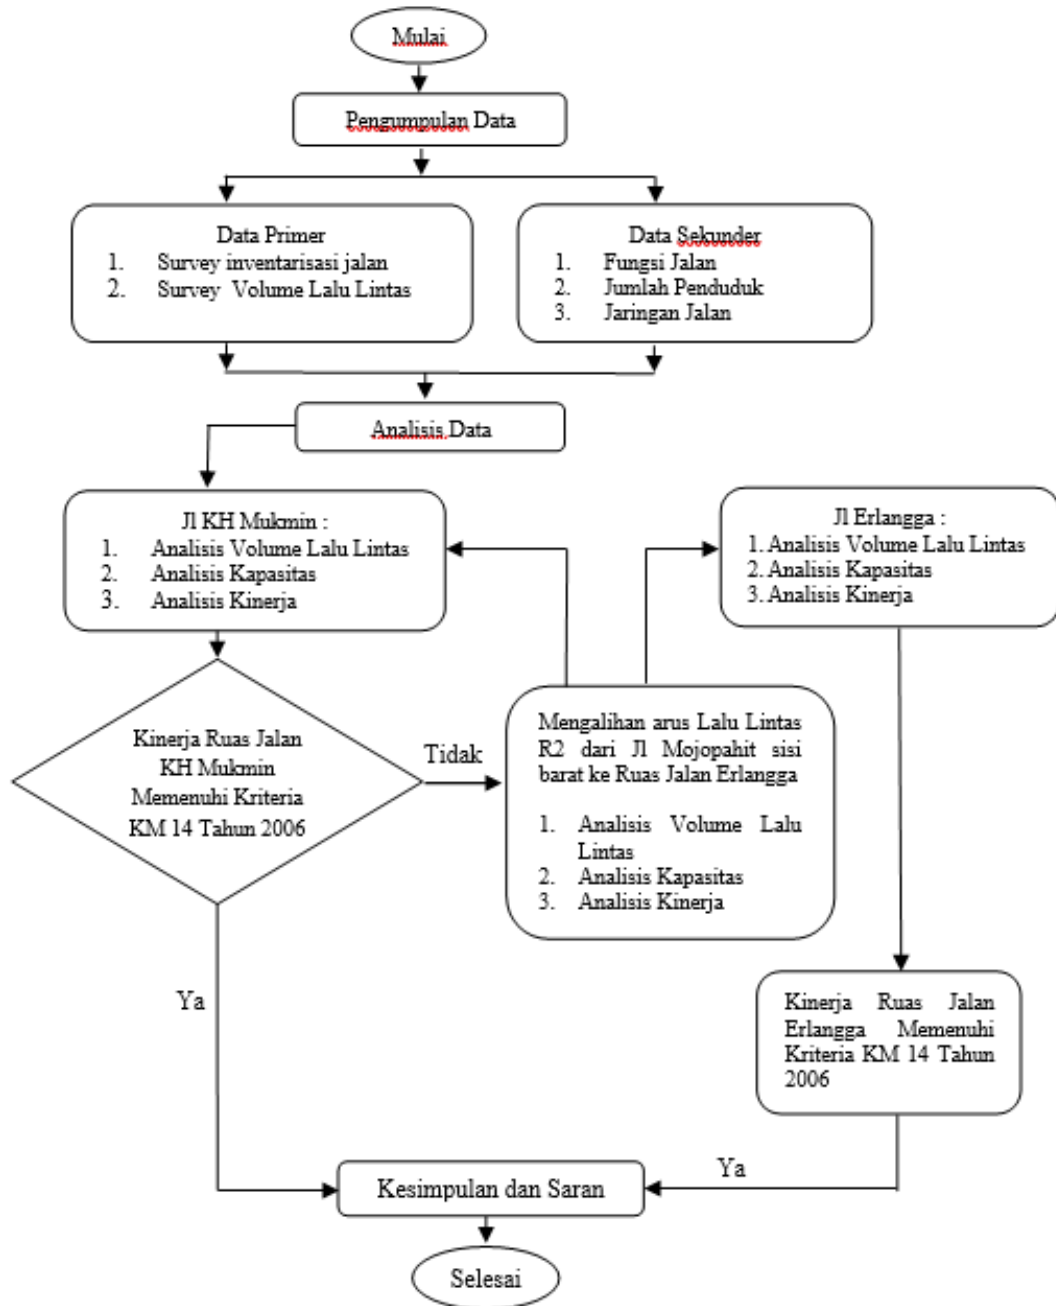 Mulai
Pengumpulan Data
Data Primer
1. Survey inventarisasi jalan
2. Survey Volume Lalu Lintas
Data Sekunder
1. Fungsi Jalan
2. Jumlah Penduduk
3. Jaringan Jalan
Analisis Data
Jl KH Mukmin :
1. Analisis Volume Lalu Lintas
2. Analisis Kapasitas
3. Analisis Kinerja
Jl Erlangga :
1. Analisis Volume Lalu Lintas
2. Analisis Kapasitas
3. Analisis Kinerja
Kinerja Ruas Jalan
KH Mukmin
Memenuhi Kriteria
KM 14 Tahun 2006
Tidak
Mengalihan arus Lalu Lintas
R2 dari Jl Mojopahit sisi
barat ke Ruas Jalan Erlangga
1. Analisis Volume Lalu
Lintas
2. Analisis Kapasitas
3. Analisis Kinerja
Ya
Kinerja Ruas Jalan
Erlangga Memenuhi
Kriteria KM 14 Tahun
2006
Ya
Kesimpulan dan Saran
Selesai